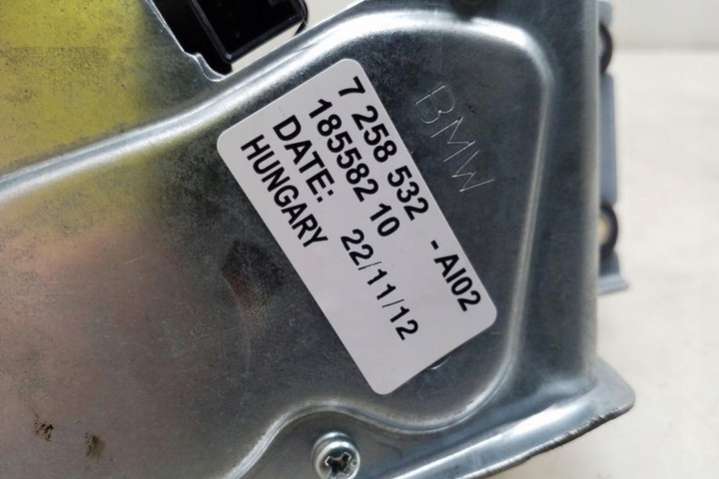 7 258 532 - AI02
185582 10
DATE: 22/11/12
HUNGARY
BMW